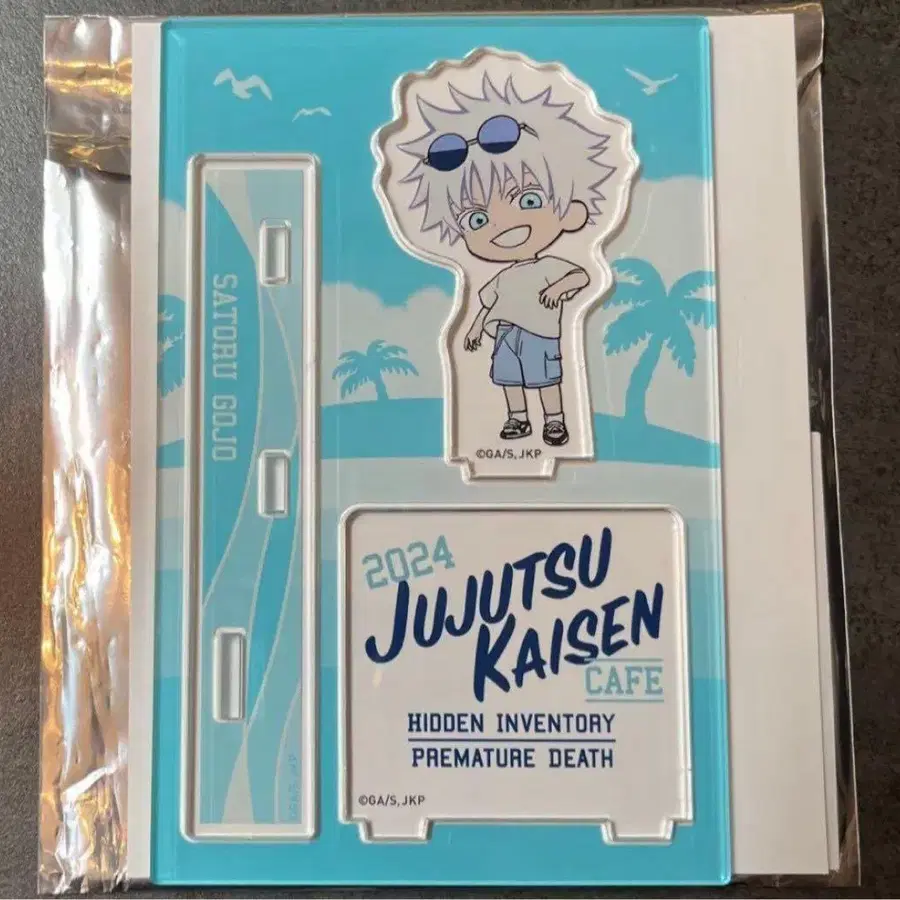 SATORU GOJO
©GA/S, JKP
2024
JUJUTSU
KAISEN
CAFE
HIDDEN INVENTORY
PREMATURE DEATH
©GA/S, JKP